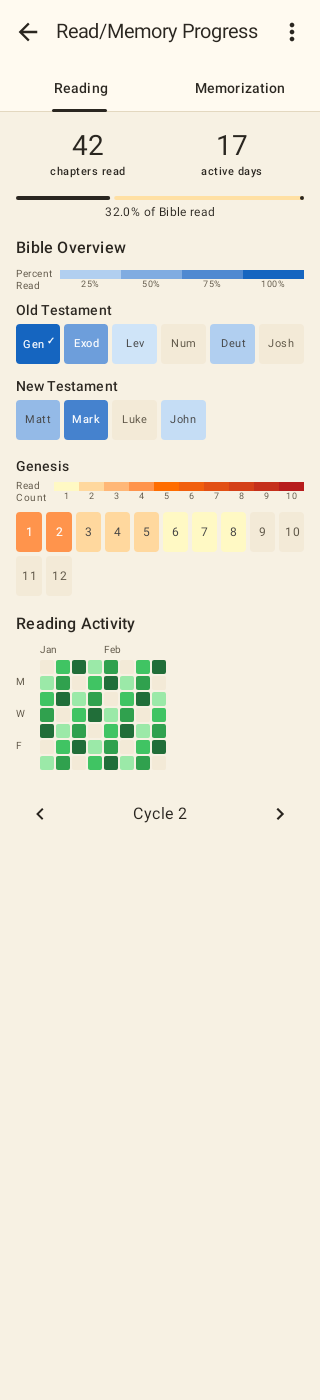 Read/Memory Progress
Reading Memorization
42 17
chapters read active days
32.0% of Bible read
Bible Overview
Percent Read
25% 50% 75% 100%
Old Testament
Gen ✓ Exod Lev Num Deut Josh
New Testament
Matt Mark Luke John
Genesis
Read Count
1 2 3 4 5 6 7 8 9 10
1 2 3 4 5 6 7 8 9 10
11 12
Reading Activity
Jan Feb
M
W
F
Cycle 2